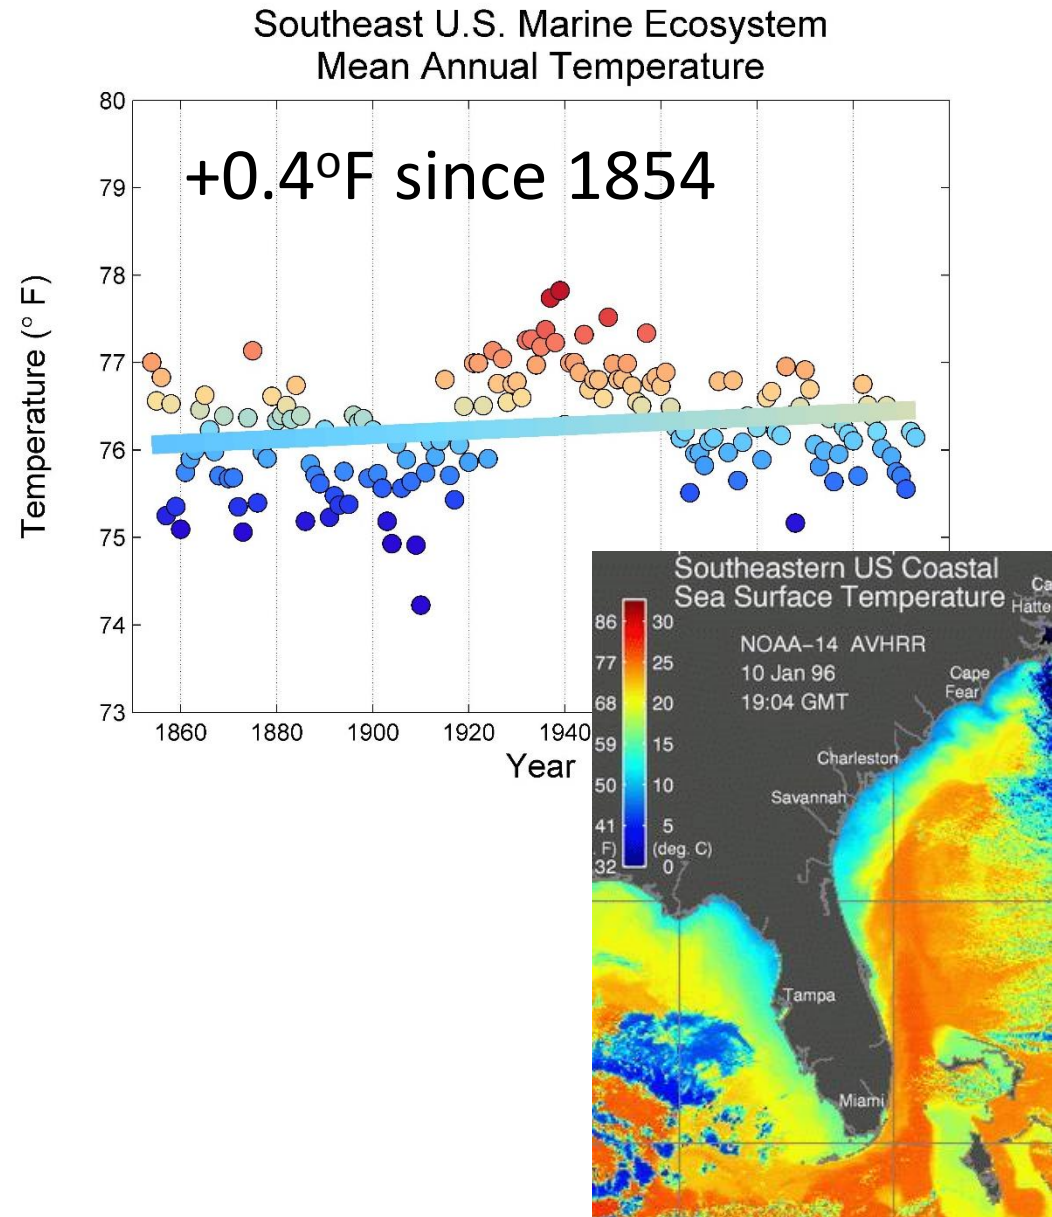 Southeast U.S. Marine Ecosystem
Mean Annual Temperature
+0.4ºF since 1854
Temperature (° F)
80
79
78
77
76
75
74
73
1860 1880 1900 1920 1940
Year
Southeastern US Coastal
Sea Surface Temperature
NOAA-14 AVHRR
10 Jan 96
19:04 GMT
86 30
77 25
68 20
59 15
50 10
41 5
F) (deg. C)
32 0
Ca
Hatte
Cape
Fear
Charleston
Savannah
Tampa
Miami